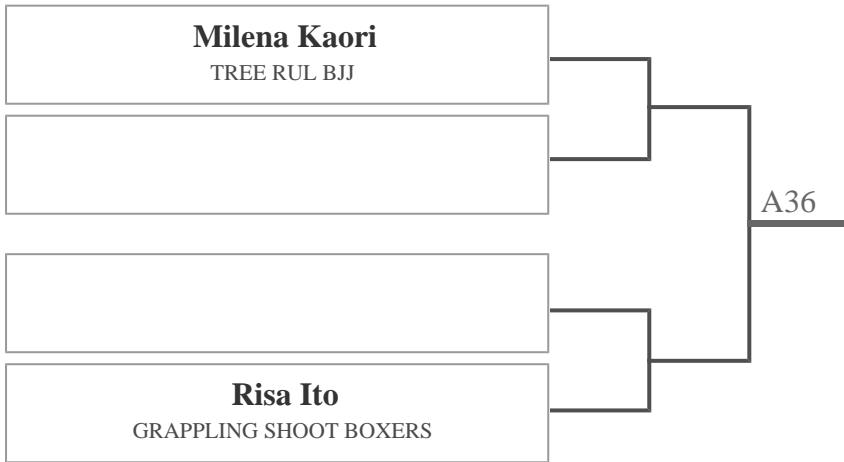 Milena Kaori
TREE RUL BJJ
A36
Risa Ito
GRAPPLING SHOOT BOXERS